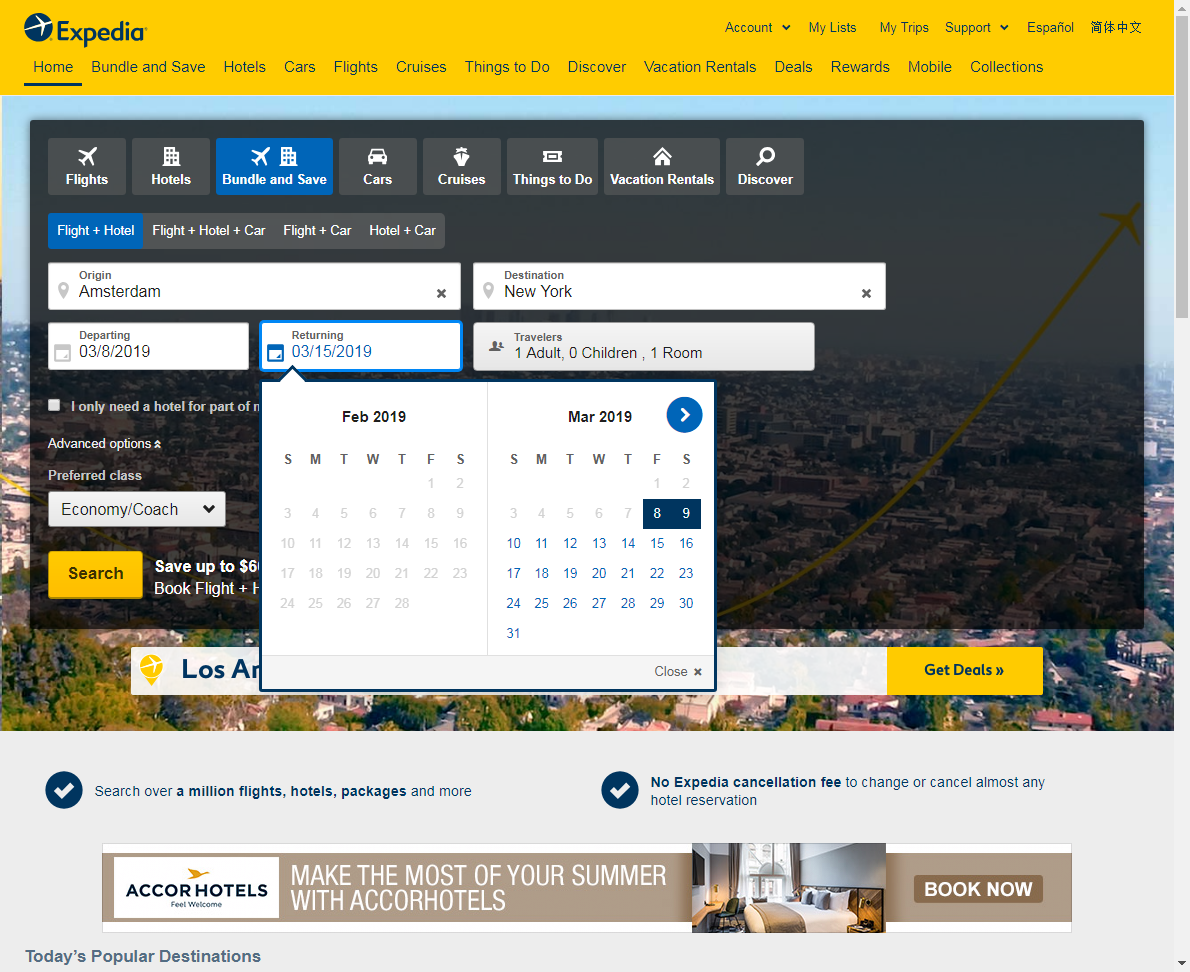 Expedia
Account
My Lists
My Trips
Support
Español
简体中文
Home
Bundle and Save
Hotels
Cars
Flights
Cruises
Things to Do
Discover
Vacation Rentals
Deals
Rewards
Mobile
Collections
Flights
Hotels
Bundle and Save
Cars
Cruises
Things to Do
Vacation Rentals
Discover
Flight + Hotel
Flight + Hotel + Car
Flight + Car
Hotel + Car
Origin
Amsterdam
Destination
New York
Departing
03/8/2019
Returning
03/15/2019
Travelers
1 Adult, 0 Children , 1 Room
I only need a hotel for part of
Advanced options
Preferred class
Economy/Coach
Search
Save up to
Book Flight +
Feb 2019
S M T W T F S
1 2
3 4 5 6 7 8 9
10 11 12 13 14 15 16
17 18 19 20 21 22 23
24 25 26 27 28
Mar 2019
S M T W T F S
1 2
3 4 5 6 7 8 9
10 11 12 13 14 15 16
17 18 19 20 21 22 23
24 25 26 27 28 29 30
31
Close
Los
Get Deals »
Search over a million flights, hotels, packages and more
No Expedia cancellation fee to change or cancel almost any
hotel reservation
ACCORHOTELS
Feel Welcome
MAKE THE MOST OF YOUR SUMMER
WITH ACCORHOTELS
BOOK NOW
Today's Popular Destinations